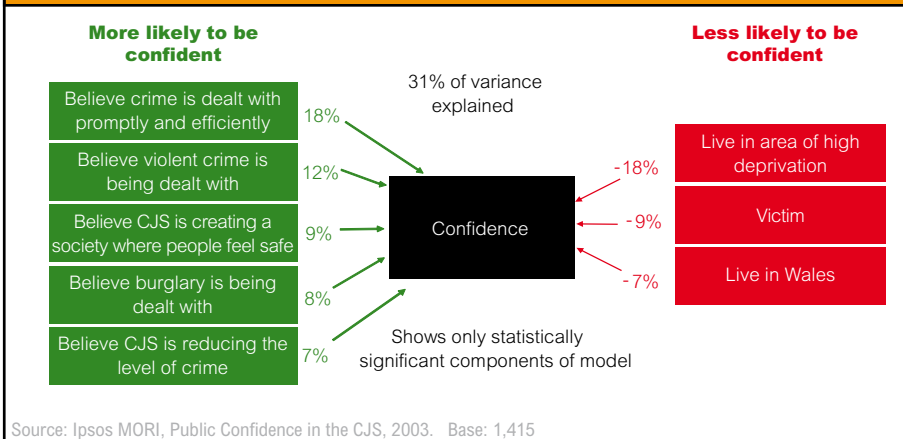 More likely to be
confident
Believe crime is dealt with
promptly and efficiently
18%
Believe violent crime is
being dealt with
12%
Believe CJS is creating a
society where people feel safe
9%
Believe burglary is being
dealt with
8%
Believe CJS is reducing the
level of crime
7%
31% of variance
explained
Confidence
Shows only statistically
significant components of model
Less likely to be
confident
-18%
Live in area of high
deprivation
-9%
Victim
-7%
Live in Wales
Source: Ipsos MORI, Public Confidence in the CJS, 2003. Base: 1,415